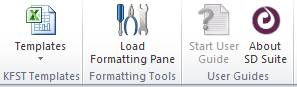 Templates
KFST Templates
Load
Formatting Pane
Formatting Tools
Start User
Guide
About
SD Suite
User Guides